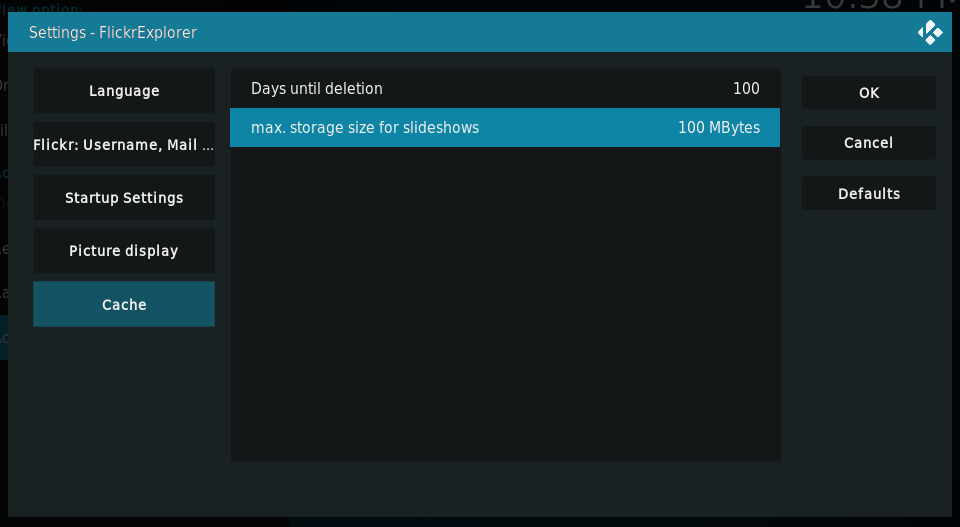 Settings - FlickrExplorer
Language
Flickr: Username, Mail ...
Startup Settings
Picture display
Cache
Days until deletion 100
max. storage size for slideshows 100 MBytes
OK
Cancel
Defaults